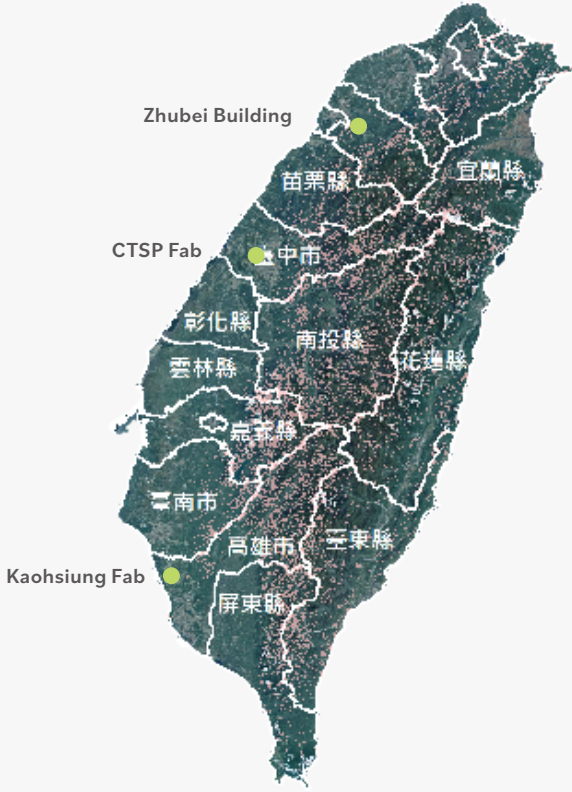 Zhubei Building
宜蘭縣
苗栗縣
CTSP Fab
中市
彰化縣
南投縣
花蓮縣
雲林縣
嘉義縣
臺南市
臺東縣
高雄市
Kaohsiung Fab
屏東縣